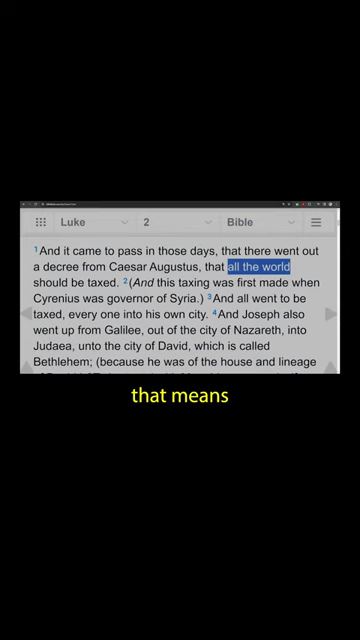 Luke 2 Bible
1 And it came to pass in those days, that there went out
a decree from Caesar Augustus, that all the world
should be taxed. 2 (And this taxing was first made when
Cyrenius was governor of Syria.) 3 And all went to be
taxed, every one into his own city. 4 And Joseph also
went up from Galilee, out of the city of Nazareth, into
Judaea, unto the city of David, which is called
Bethlehem; (because he was of the house and lineage
that means